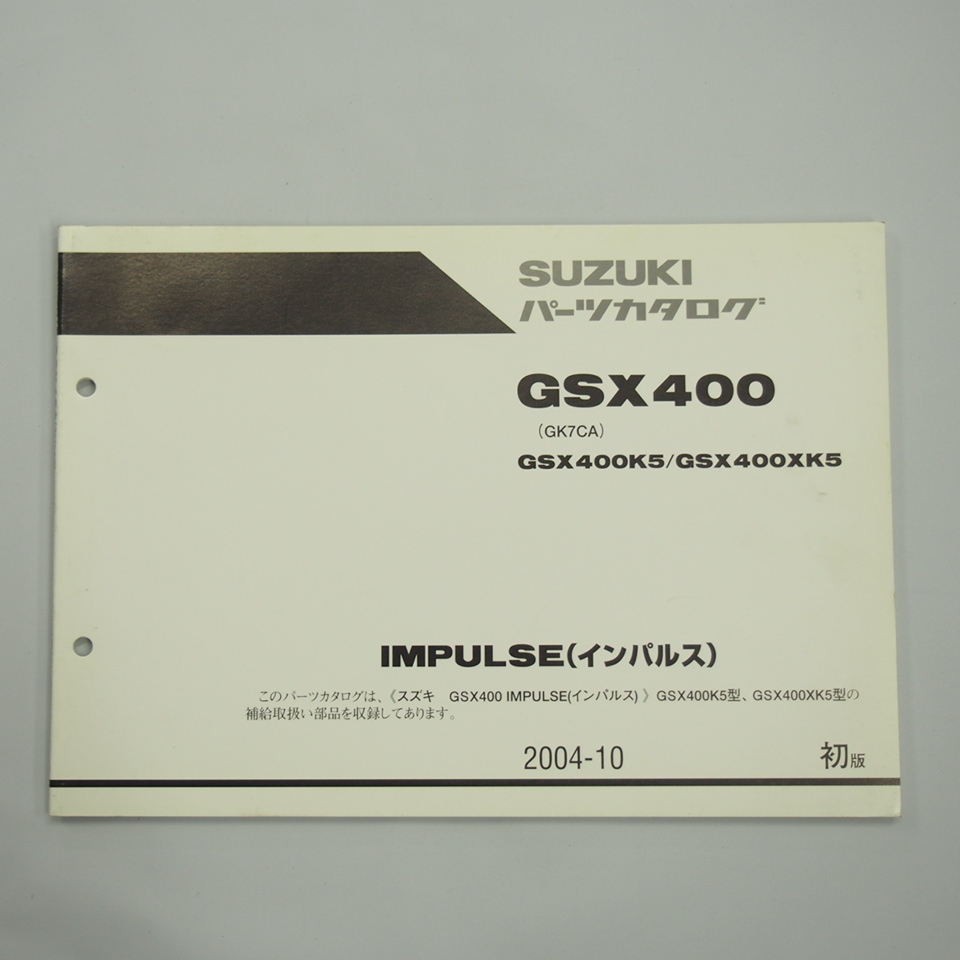 SUZUKI
パーツカタログ
GSX400
(GK7CA)
GSX400K5/GSX400XK5
IMPULSE(インパルス)
このパーツカタログは、《スズキ　GSX400 IMPULSE(インパルス) 》GSX400K5型、GSX400XK5型の
補給取扱い部品を収録してあります。
2004-10 初版